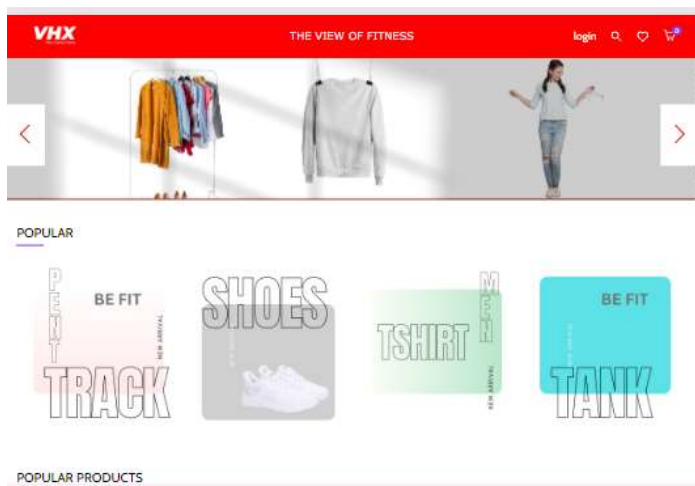 VHX
THE VIEW OF FITNESS
login
0
POPULAR
PENT
BE FIT
NEW ARRIVAL
TRACK
SHOES
MEN
TSHIRT
NEW ARRIVAL
BE FIT
TANK
POPULAR PRODUCTS